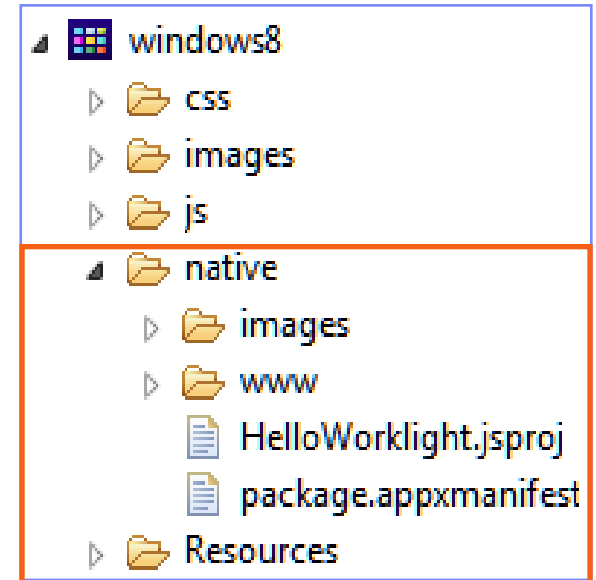 windows8
css
images
js
native
images
www
HelloWorklight.jsproj
package.appxmanifest
Resources